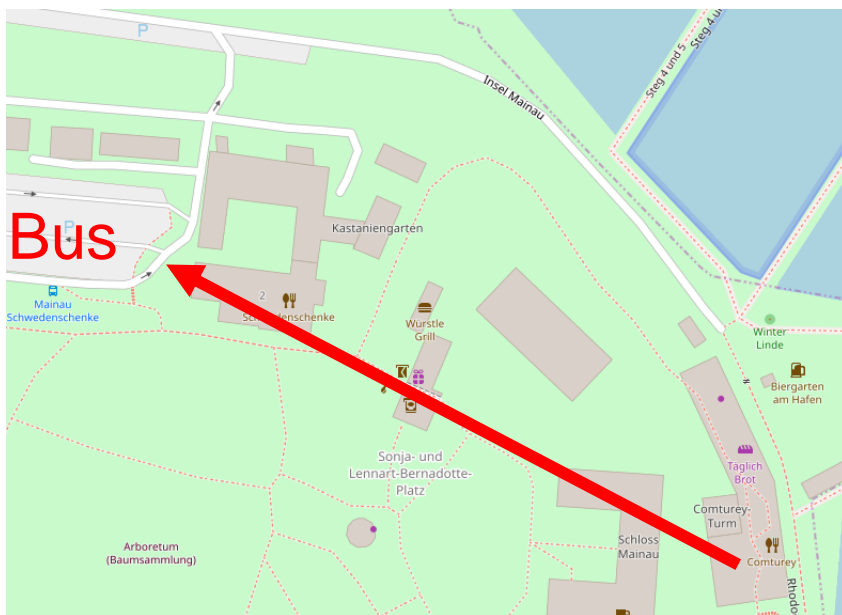 P
Steg 4 u
Steg 4 und 5
Insel Mainau
P
Bus
Kastaniengarten
2
Mainau
Schwedenschenke
Schwedenschenke
Würstle
Grill
Winter
Linde
Biergarten
am Hafen
Sonja- und
Lennart-Bernadotte-
Platz
Täglich
Brot
Comturey-
Turm
Schloss
Mainau
Arboretum
(Baumsammlung)
Comturey
Rhodo